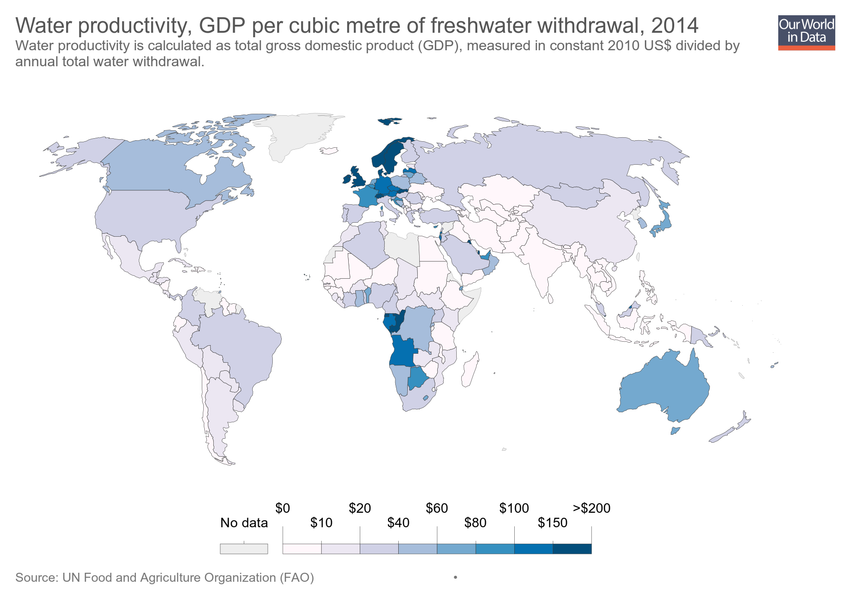 Water productivity, GDP per cubic metre of freshwater withdrawal, 2014
Water productivity is calculated as total gross domestic product (GDP), measured in constant 2010 US$ divided by
annual total water withdrawal.
Our World
in Data
$0 $20 $60 $100 >$200
No data $10 $40 $80 $150
Source: UN Food and Agriculture Organization (FAO)